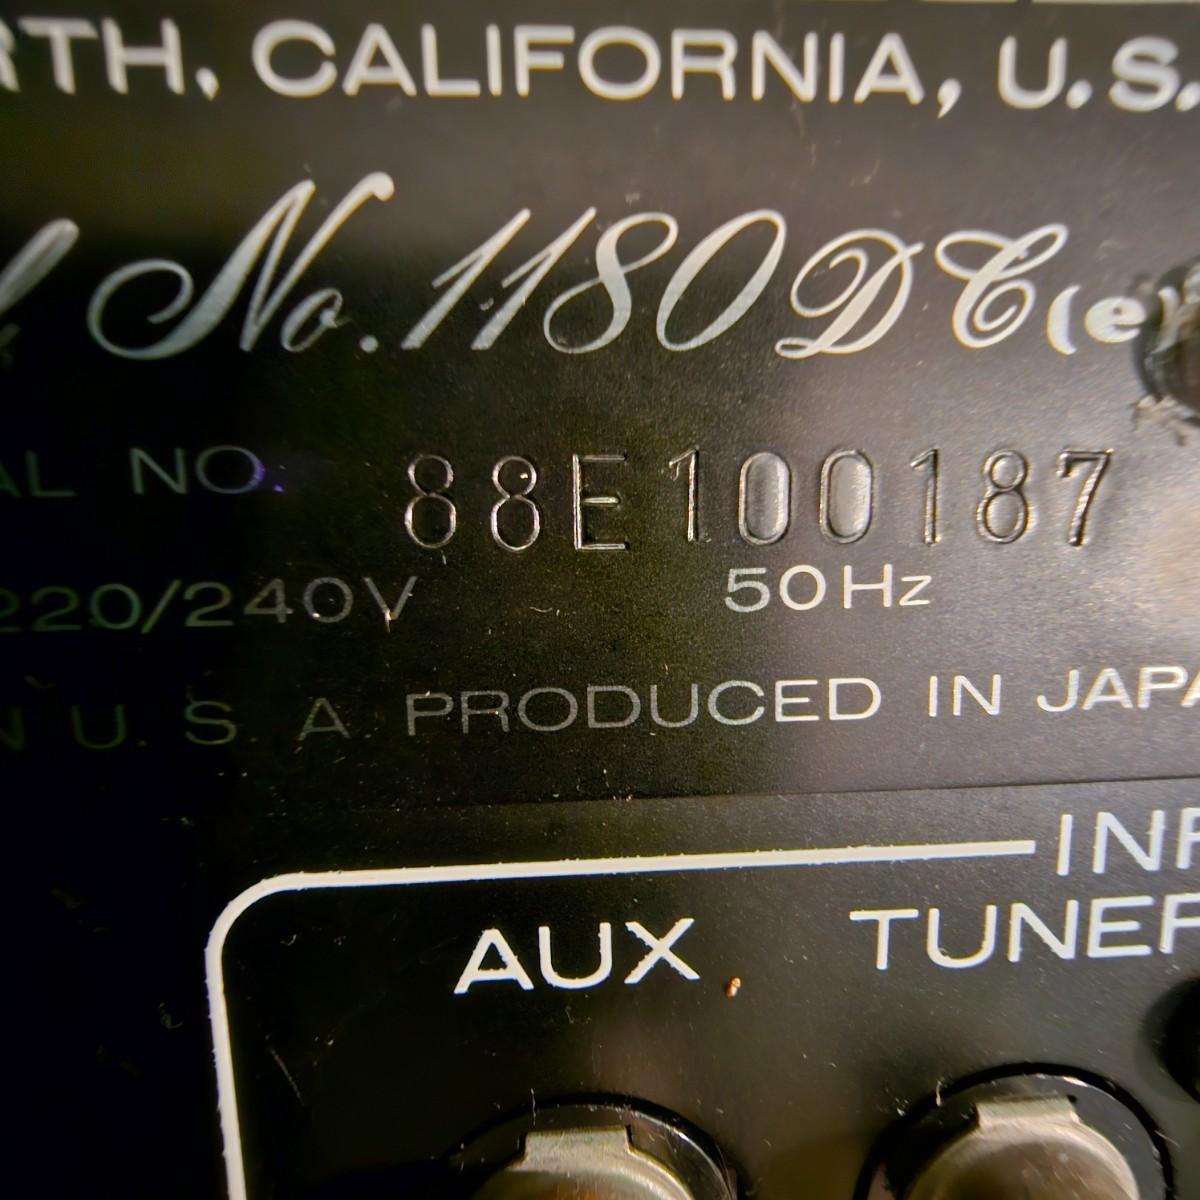 RTH, CALIFORNIA, U.S.
l No. 1180DC(e)
AL NO. 88E100187
220/240V 50Hz
N U. S. A PRODUCED IN JAPA
INP
AUX TUNER